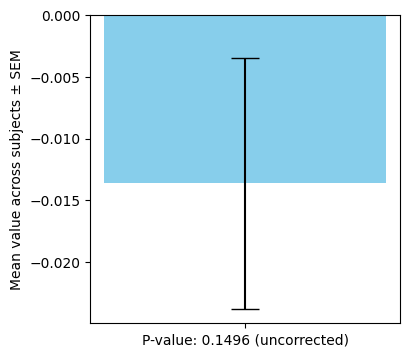 Mean value across subjects ± SEM
0.000
−0.005
−0.010
−0.015
−0.020
P-value: 0.1496 (uncorrected)